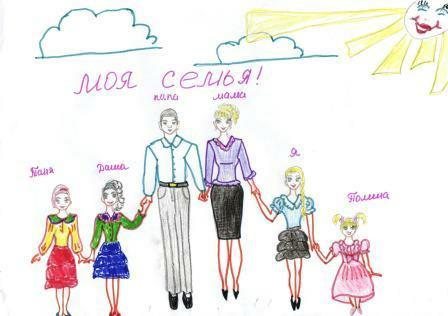 моя семья!
папа мама
Таня
Даша
я
Полина